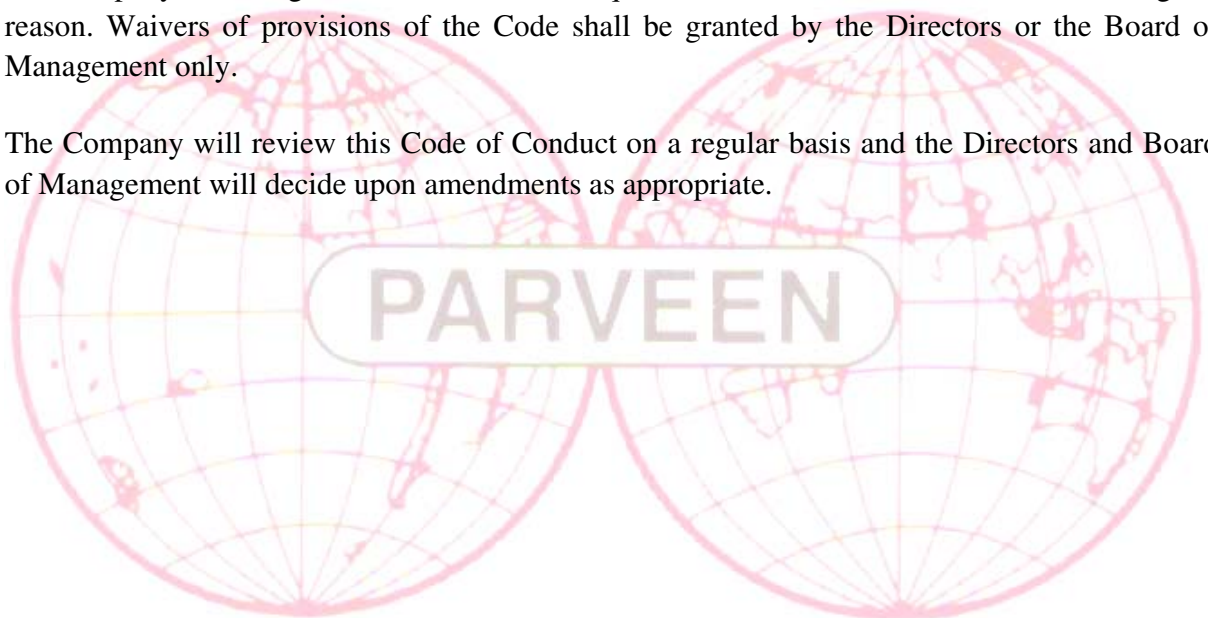 reason. Waivers of provisions of the Code shall be granted by the Directors or the Board o
Management only.
The Company will review this Code of Conduct on a regular basis and the Directors and Board
of Management will decide upon amendments as appropriate.
PARVEEN